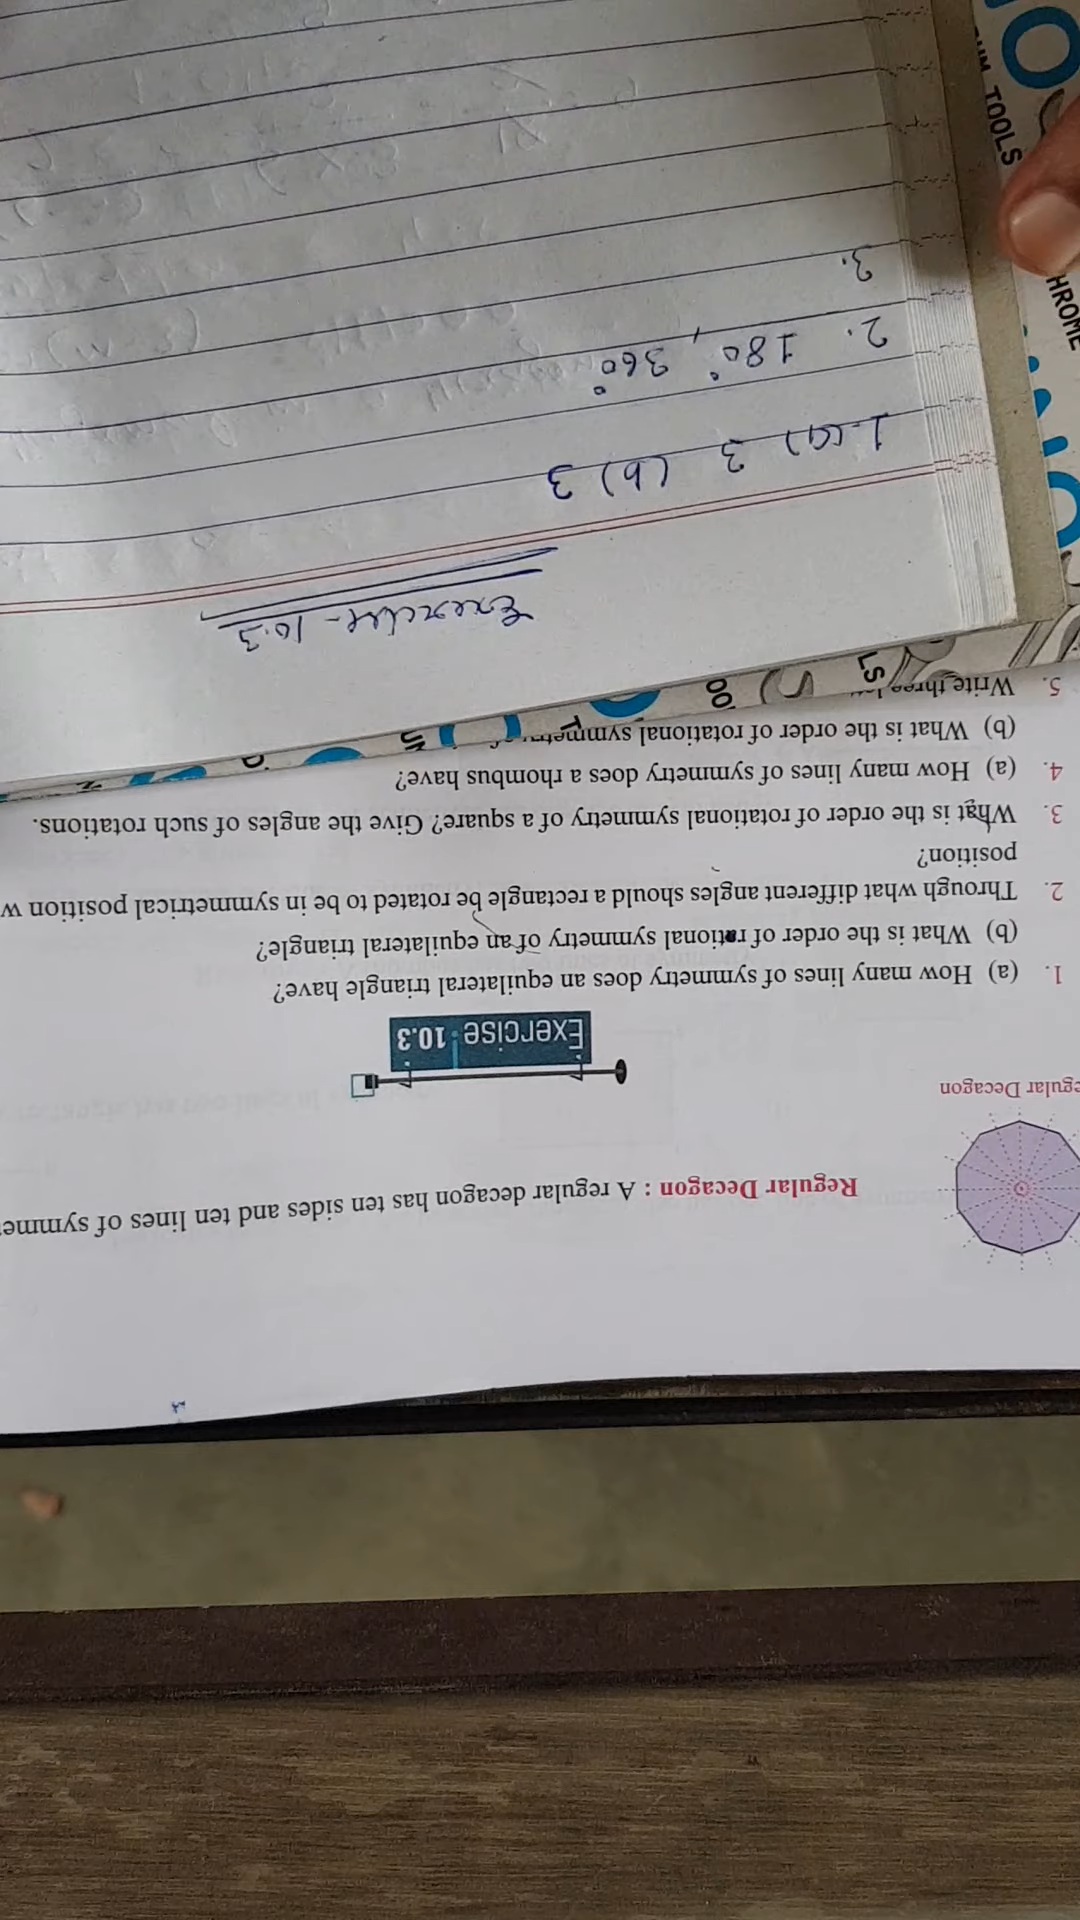 Regular Decagon : A regular decagon has ten sides and ten lines of
Decagon
Exercise 10.3
1. (a) How many lines of symmetry does an equilateral triangle have?
(b) What is the order of rotional symmetry of an equilateral triangle?
2. Through what different angles should a rectangle be rotated to be in symmetrical position
position?
3. What is the order of rotational symmetry of a square? Give the angles of such rotations.
4. (a) How many lines of symmetry does a rhombus have?
(b) What is the order of rotational symmetry
5. Write three
Exercise - 10.3
1. (a) 3 (b) 3
2. 180°, 360°
3.
TOOLS